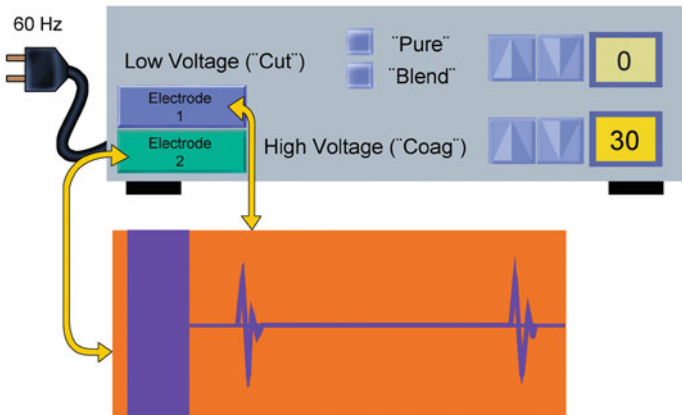 60 Hz
Low Voltage (¨Cut¨)
¨Pure¨
¨Blend¨
0
Electrode
1
Electrode
2
High Voltage (¨Coag¨)
30